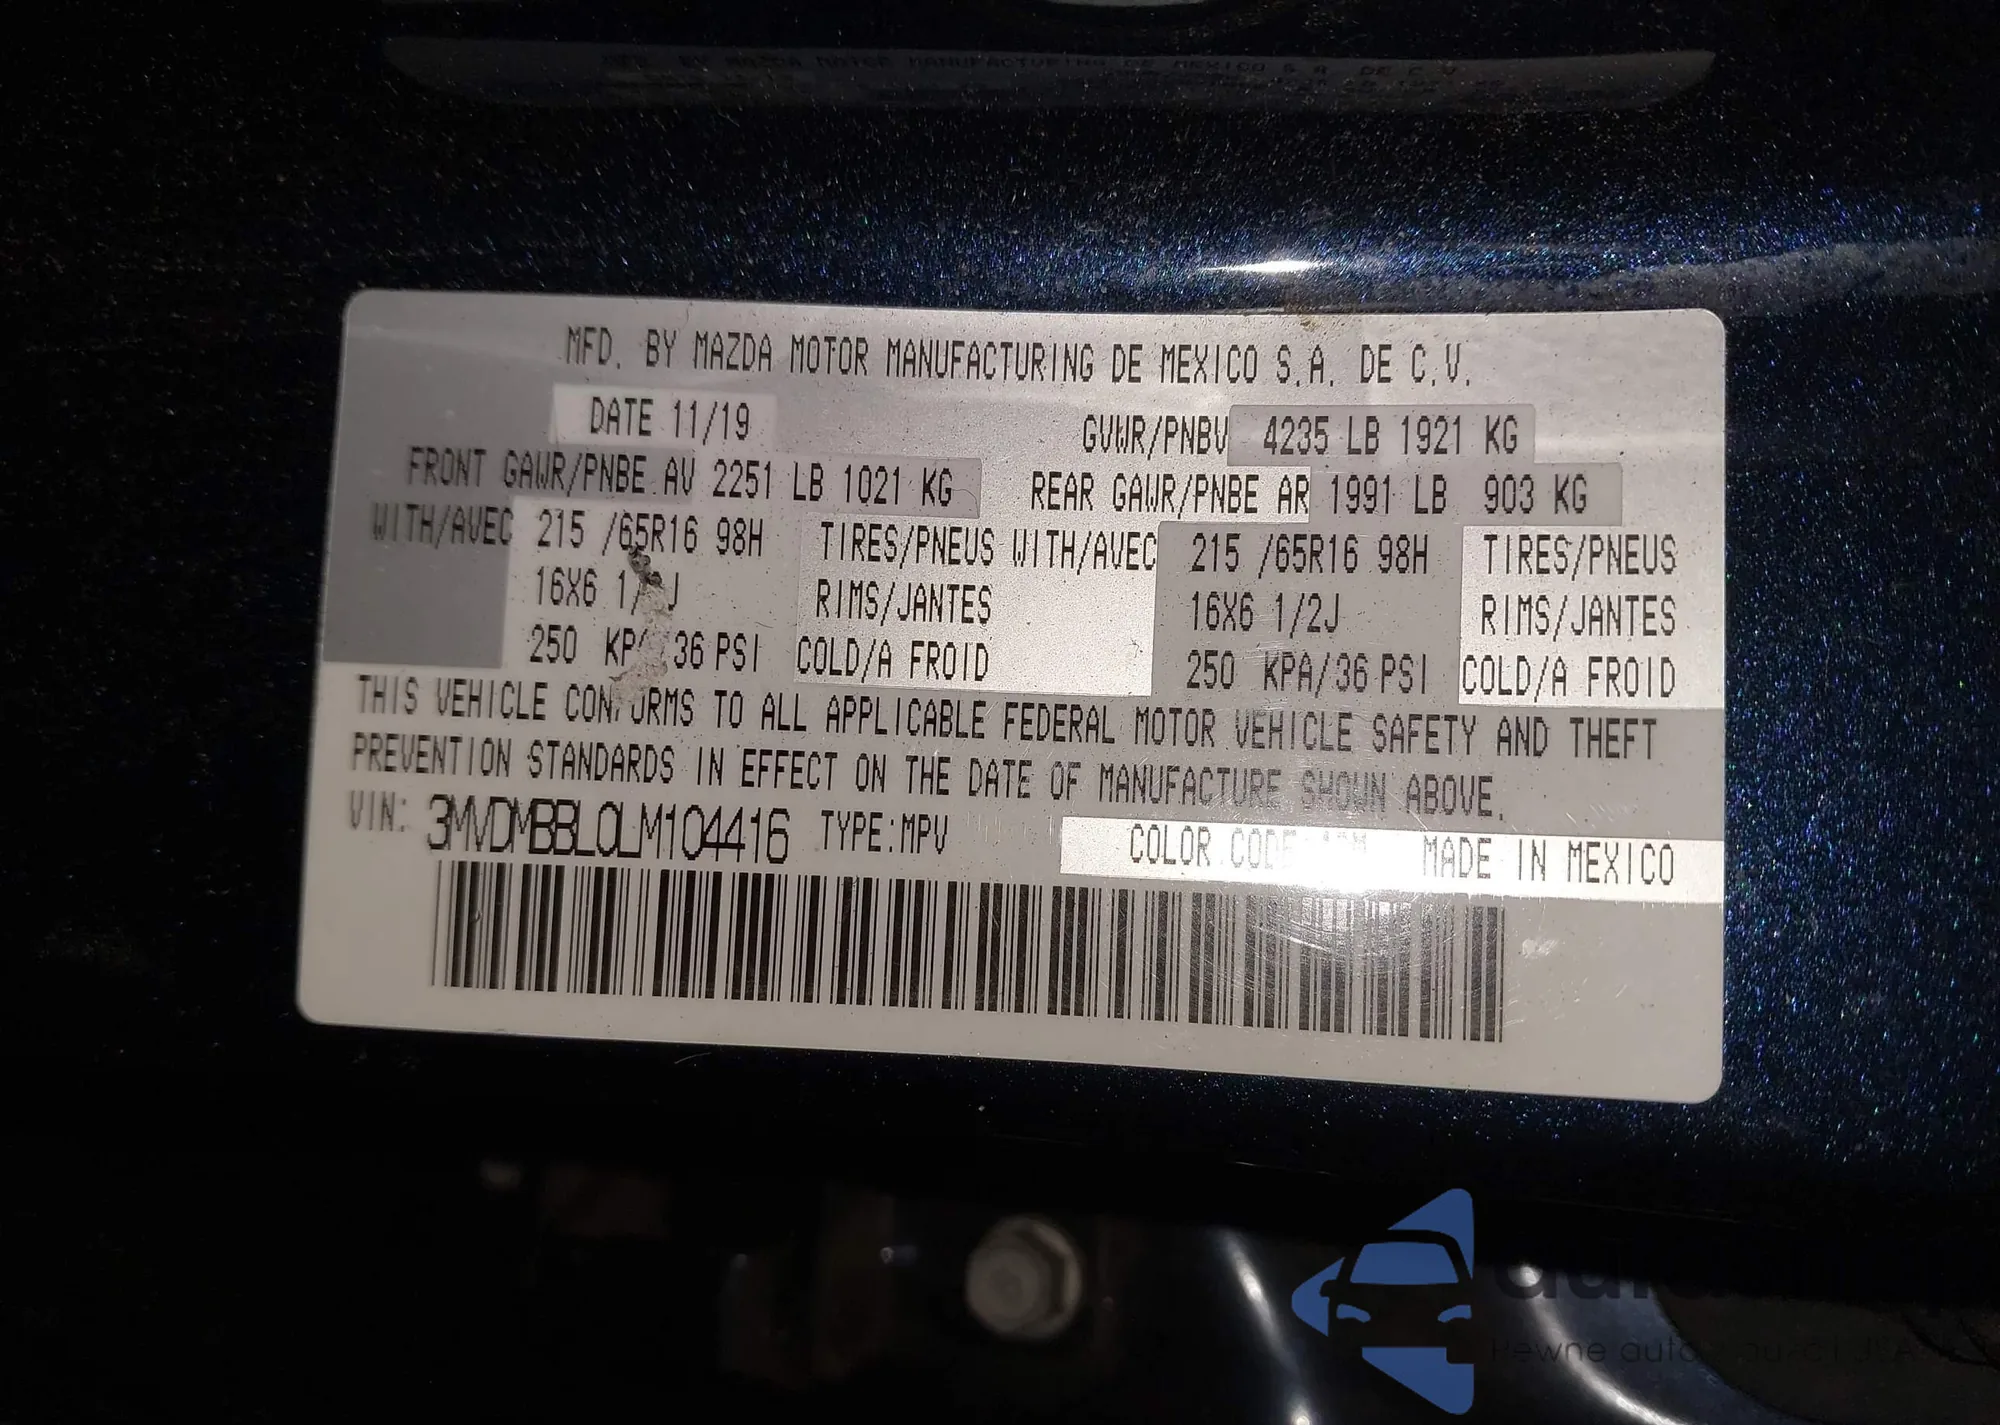 MFD. BY MAZDA MOTOR MANUFACTURING DE MEXICO S.A. DE C.V.
DATE 11/19 GVWR/PNBV 4235 LB 1921 KG
FRONT GAWR/PNBE AV 2251 LB 1021 KG REAR GAWR/PNBE AR 1991 LB 903 KG
WITH/AVEC 215 /65R16 98H TIRES/PNEUS WITH/AVEC 215 /65R16 98H TIRES/PNEUS
16X6 1/ J RIMS/JANTES 16X6 1/2J RIMS/JANTES
250 KPA/36 PSI COLD/A FROID 250 KPA/36 PSI COLD/A FROID
THIS VEHICLE CONFORMS TO ALL APPLICABLE FEDERAL MOTOR VEHICLE SAFETY AND THEFT
PREVENTION STANDARDS IN EFFECT ON THE DATE OF MANUFACTURE SHOWN ABOVE.
VIN: 3MVDMBBL0LM104416 TYPE:MPV COLOR CODE MADE IN MEXICO